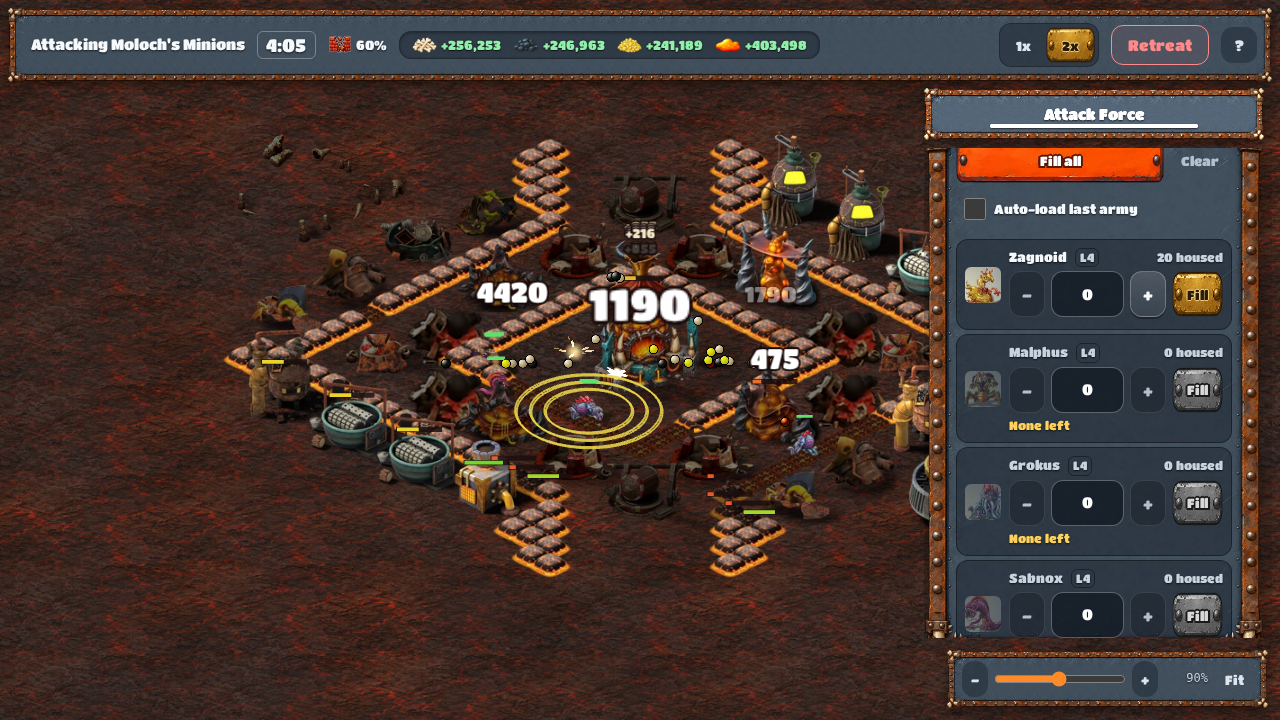 Attacking Moloch's Minions
4:05
60%
+256,253
+246,963
+241,189
+403,498
1x
2x
Retreat
?
Attack Force
Fill all
Clear
Auto-load last army
Zagnoid L4 20 housed
- 0 + Fill
Malphus L4 0 housed
- 0 + Fill
None left
Grokus L4 0 housed
- 0 + Fill
None left
Sabnox L4 0 housed
- 0 + Fill
+216
4420
1190
1790
475
- + 90% Fit